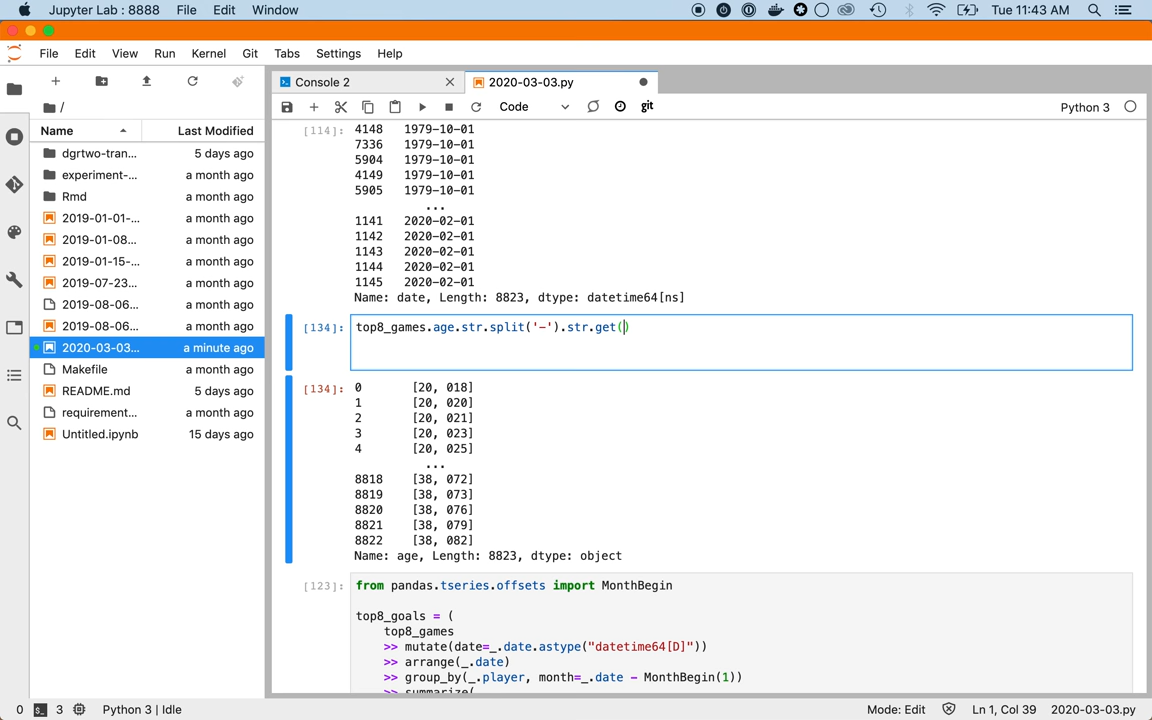 Jupyter Lab : 8888 File Edit Window Tue 11:43 AM
File Edit View Run Kernel Git Tabs Settings Help
Console 2
2020-03-03.py
Code git Python 3
/
Name Last Modified
dgrtwo-tran... 5 days ago
experiment-... a month ago
Rmd a month ago
2019-01-01-... a month ago
2019-01-08... a month ago
2019-01-15-... a month ago
2019-07-23... a month ago
2019-08-06... a month ago
2019-08-06... a month ago
2020-03-03... a minute ago
Makefile a month ago
README.md 5 days ago
requirement... a month ago
Untitled.ipynb 15 days ago
[114]: 4148 1979-10-01
7336 1979-10-01
5904 1979-10-01
4149 1979-10-01
5905 1979-10-01
...
1141 2020-02-01
1142 2020-02-01
1143 2020-02-01
1144 2020-02-01
1145 2020-02-01
Name: date, Length: 8823, dtype: datetime64[ns]
[134]: top8_games.age.str.split('-').str.get()
[134]: 0 [20, 018]
1 [20, 020]
2 [20, 021]
3 [20, 023]
4 [20, 025]
...
8818 [38, 072]
8819 [38, 073]
8820 [38, 076]
8821 [38, 079]
8822 [38, 082]
Name: age, Length: 8823, dtype: object
[123]: from pandas.tseries.offsets import MonthBegin
top8_goals = (
top8_games
>> mutate(date=_.date.astype("datetime64[D]"))
>> arrange(_.date)
>> group_by(_.player, month=_.date - MonthBegin(1))
>> summarize(
0 3 Python 3 | Idle Mode: Edit Ln 1, Col 39 2020-03-03.py